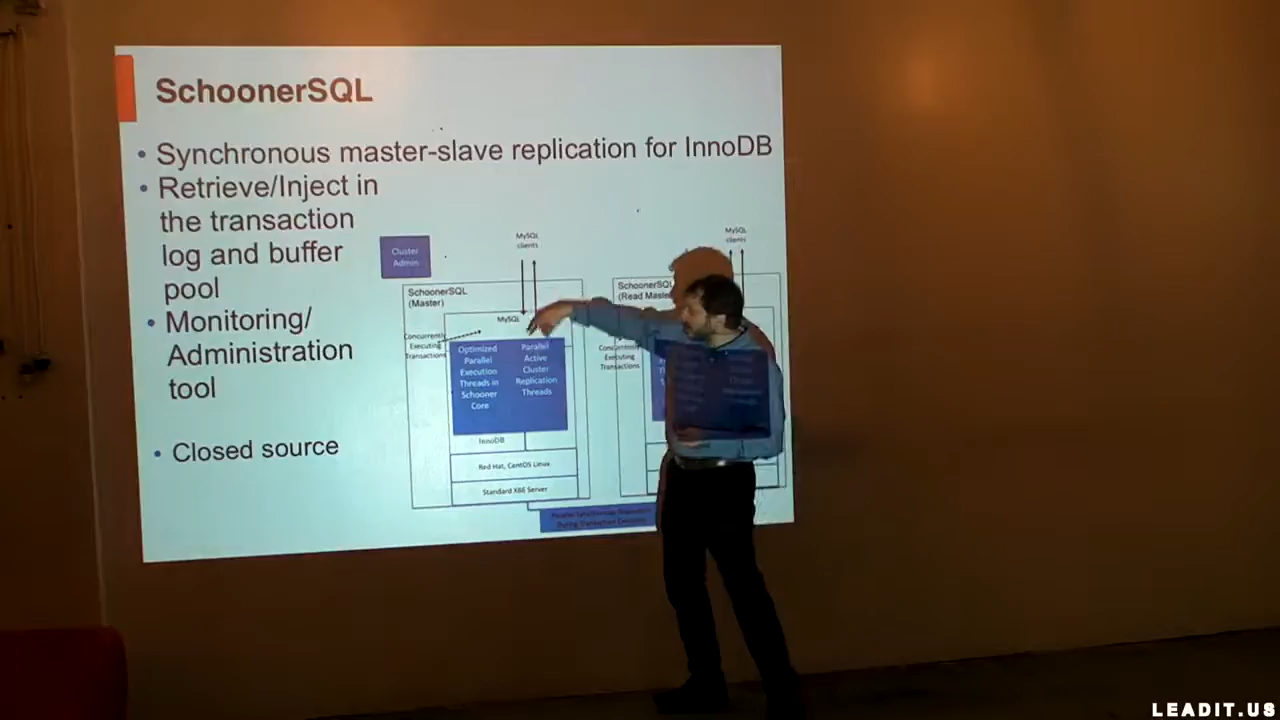 SchoonerSQL
• Synchronous master-slave replication for InnoDB
• Retrieve/Inject in
the transaction
log and buffer
pool
• Monitoring/
Administration
tool
• Closed source
Cluster
Admin
MySQL
clients
SchoonerSQL
(Master)
MySQL
Concurrently
Executing
Transactions
Optimized
Parallel
Execution
Threads in
Schooner
Core
Parallel
Active
Cluster
Replication
Threads
InnoDB
Red Hat, CentOS Linux
Standard X86 Server
MySQL
clients
SchoonerSQL
(Read Master
Executing
Transactions
LEADIT.US